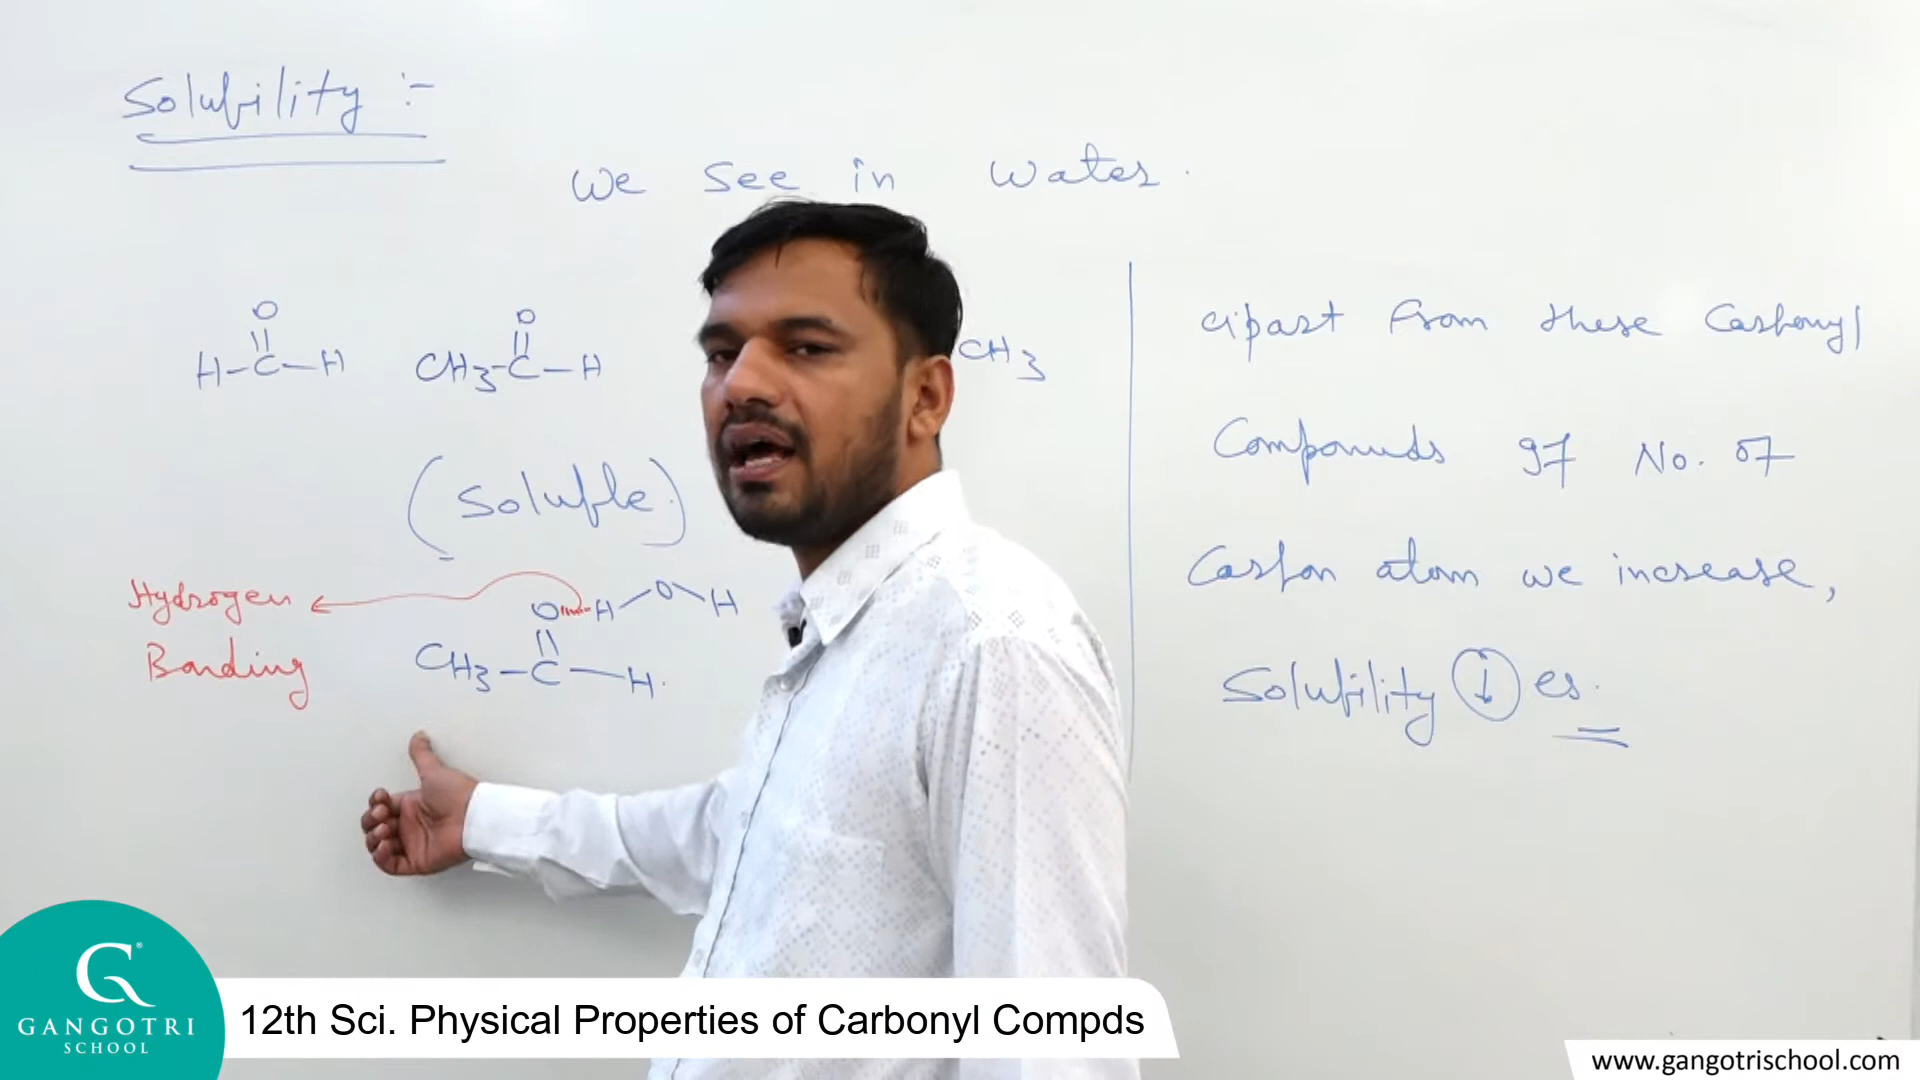 Solubility :-
We see in water.
O
||
H-C-H
O
||
CH3-C-H
CH3
(Soluble)
Hydrogen
Bonding
O H O H
||
CH3-C-H.
apart from these Carbonyl
Compounds If No. of
Carbon atom we increase,
Solubility ↓ es.
GANGOTRI
SCHOOL
12th Sci. Physical Properties of Carbonyl Compds
www.gangotrischool.com